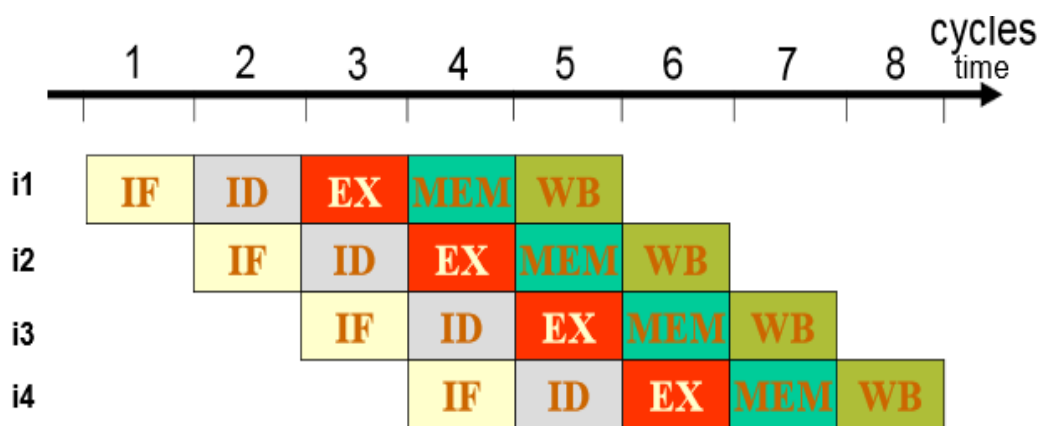 cycles
1 2 3 4 5 6 7 8 time
i1 IF ID EX MEM WB
i2 IF ID EX MEM WB
i3 IF ID EX MEM WB
i4 IF ID EX MEM WB